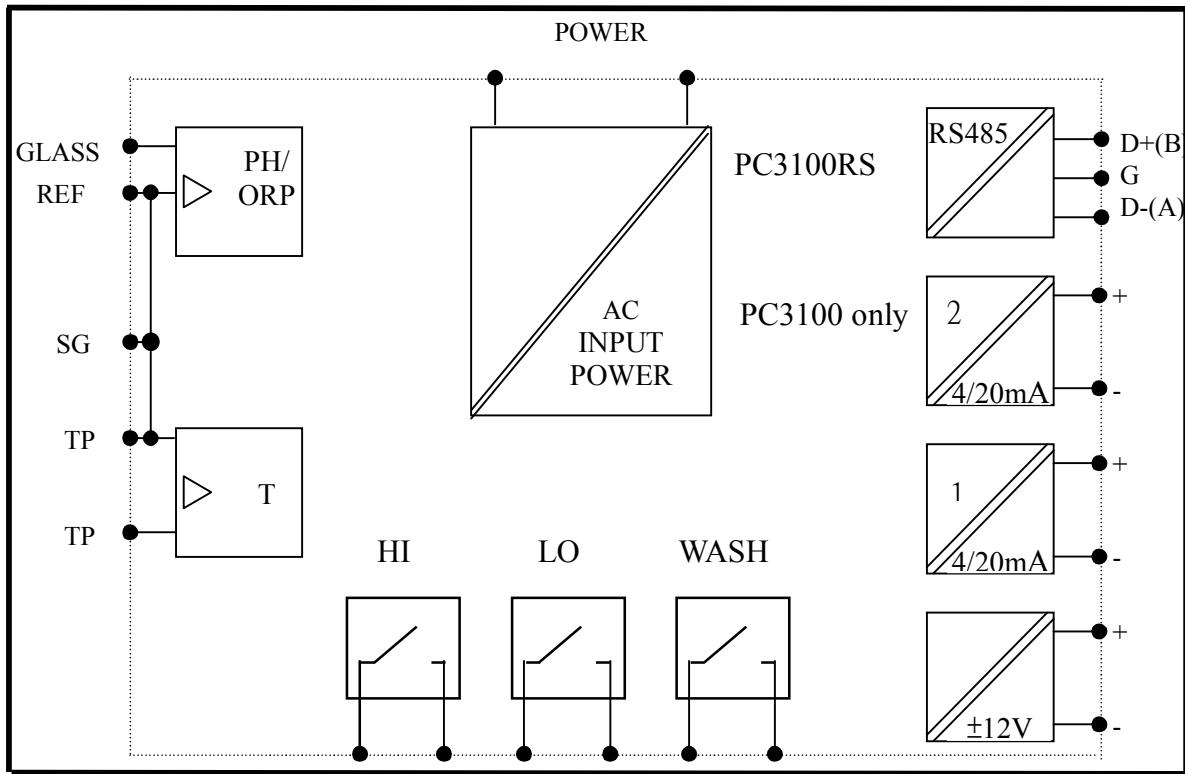 POWER
GLASS
REF
SG
TP
TP
PH/
ORP
T
AC
INPUT
POWER
PC3100RS
PC3100 only
RS485
D+(B)
G
D-(A)
2
4/20mA
+
-
1
4/20mA
+
-
±12V
+
-
HI
LO
WASH